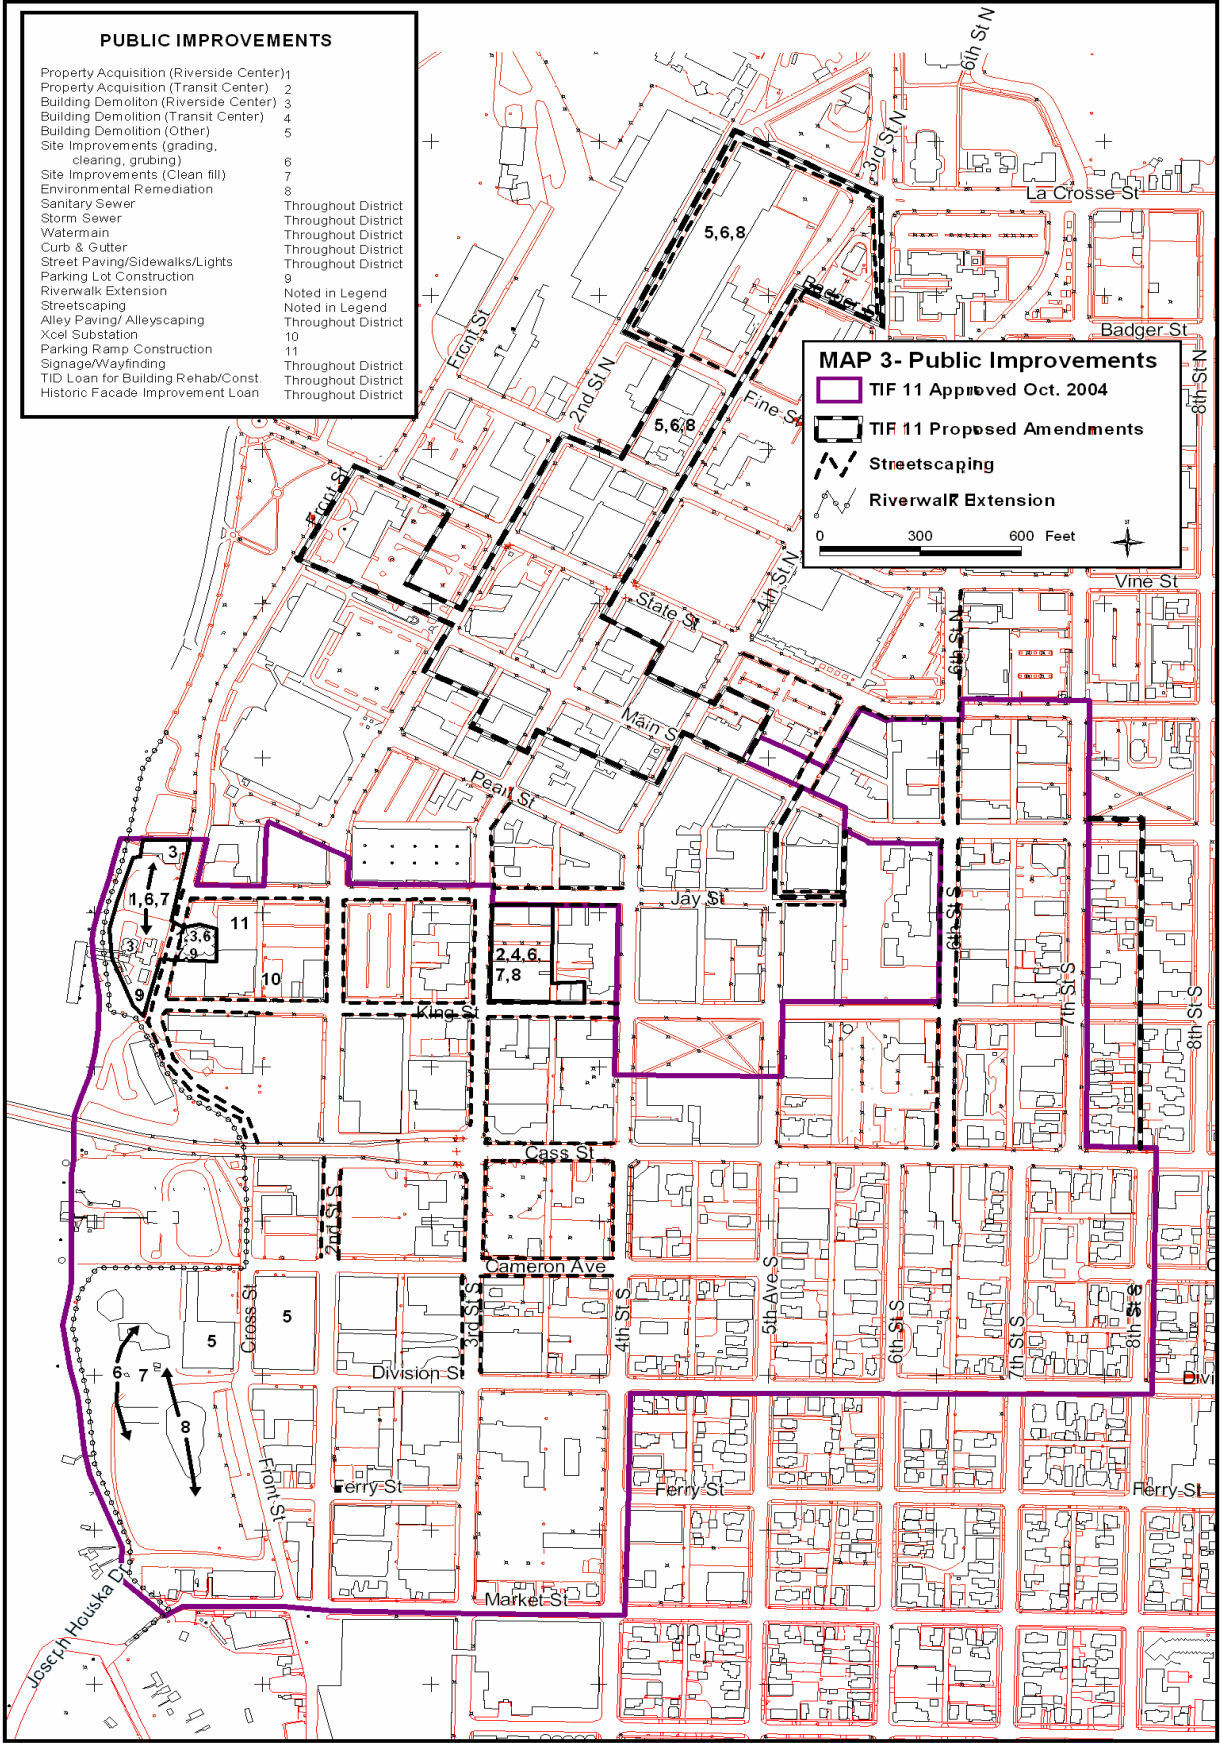 PUBLIC IMPROVEMENTS
Property Acquisition (Riverside Center) 1
Property Acquisition (Transit Center) 2
Building Demoliton (Riverside Center) 3
Building Demolition (Transit Center) 4
Building Demolition (Other) 5
Site Improvements (grading,
clearing, grubing) 6
Site Improvements (Clean fill) 7
Environmental Remediation 8
Sanitary Sewer Throughout District
Storm Sewer Throughout District
Watermain Throughout District
Curb & Gutter Throughout District
Street Paving/Sidewalks/Lights Throughout District
Parking Lot Construction 9
Riverwalk Extension Noted in Legend
Streetscaping Noted in Legend
Alley Paving/ Alleyscaping Throughout District
Xcel Substation 10
Parking Ramp Construction 11
Signage/Wayfinding Throughout District
TID Loan for Building Rehab/Const. Throughout District
Historic Facade Improvement Loan Throughout District
6th St N
3rd St N
La Crosse St
5,6,8
Badger St
Badger St
Front St
2nd St N
Fine St
8th St N
5,6,8
MAP 3- Public Improvements
TIF 11 Approved Oct. 2004
TIF 11 Proposed Amendments
Streetscaping
Riverwalk Extension
0 300 600 Feet
Front St
4th St N
Vine St
State St
6th St N
Main S
Pearl St
3
1,6,7
11
Jay St
3
,3,6
9
2,4,6,
7,8
6th St S
10
9
King St
7th St S
8th St S
Cass St
2nd St S
Cameron Ave
Cross St
5
5
3rd St S
4th St S
5th Ave S
6th St S
7th St S
8th St S
6
7
Division St
Divi
8
Front St
Ferry St
Ferry St
Ferry St
Market St
Joseph Houska Dr